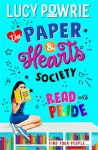 LUCY POWRIE
The
PAPER
& HEARTS
SOCIETY
READ with
PRIDE
FIND YOUR PEOPLE...